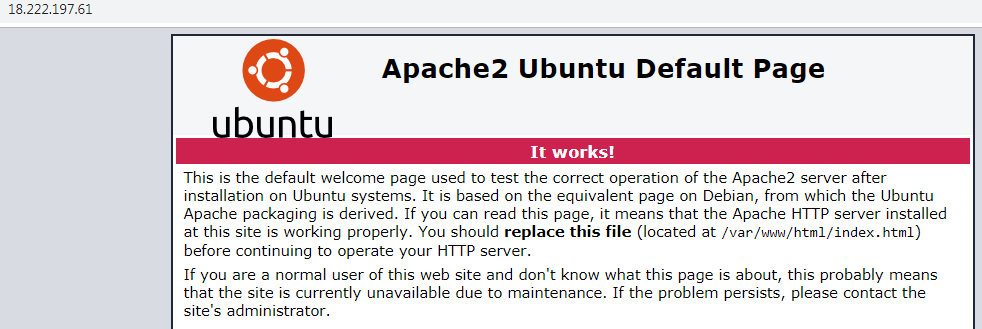 18.222.197.61
Apache2 Ubuntu Default Page
ubuntu
It works!
This is the default welcome page used to test the correct operation of the Apache2 server after
installation on Ubuntu systems. It is based on the equivalent page on Debian, from which the Ubuntu
Apache packaging is derived. If you can read this page, it means that the Apache HTTP server installed
at this site is working properly. You should replace this file (located at /var/www/html/index.html)
before continuing to operate your HTTP server.
If you are a normal user of this web site and don't know what this page is about, this probably means
that the site is currently unavailable due to maintenance. If the problem persists, please contact the
site's administrator.